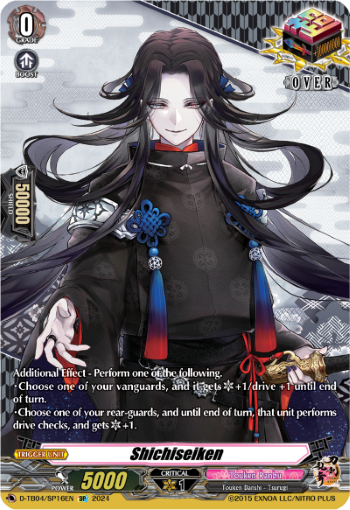 0
GRADE
BOOST
OVER
50000
SHIELD
Additional Effect - Perform one of the following.
·Choose one of your vanguards, and it gets +1/drive +1 until end
of turn.
·Choose one of your rear-guards, and until end of turn, that unit performs
drive checks, and gets +1.
TRIGGER UNIT
Shichiseiken
POWER 5000
CRITICAL
1
Touken Ranbu
Touken Danshi - Tsurugi
D-TB04/SP16EN SP 2024
©2015 EXNOA LLC/NITRO PLUS